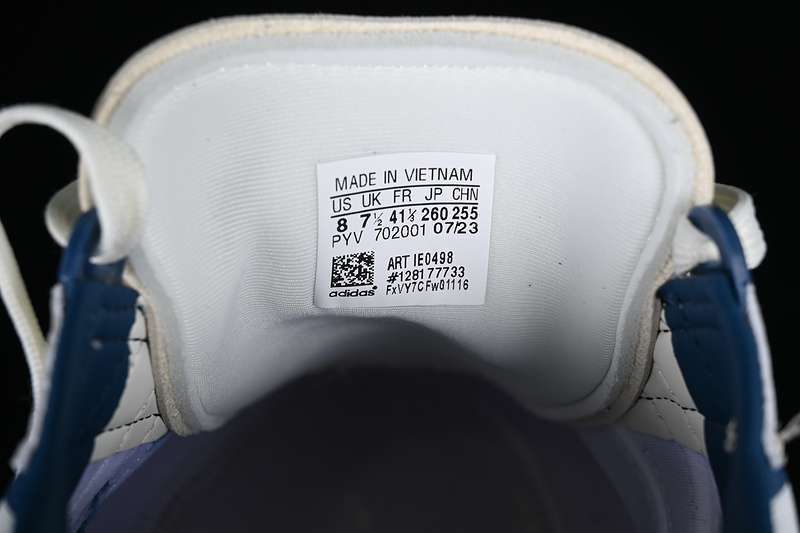 MADE IN VIETNAM
US UK FR JP CHN
8 7½ 41⅓ 260 255
PYV 702001 07/23
ART IE0498
#128177733
FxVY7CFw01116
adidas